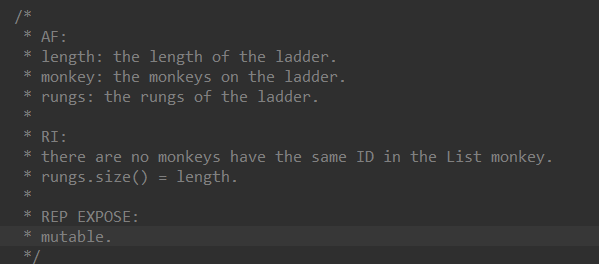 /*
* AF:
* length: the length of the ladder.
* monkey: the monkeys on the ladder.
* rungs: the rungs of the ladder.
*
* RI:
* there are no monkeys have the same ID in the List monkey.
* rungs.size() = length.
*
* REP EXPOSE:
* mutable.
*/